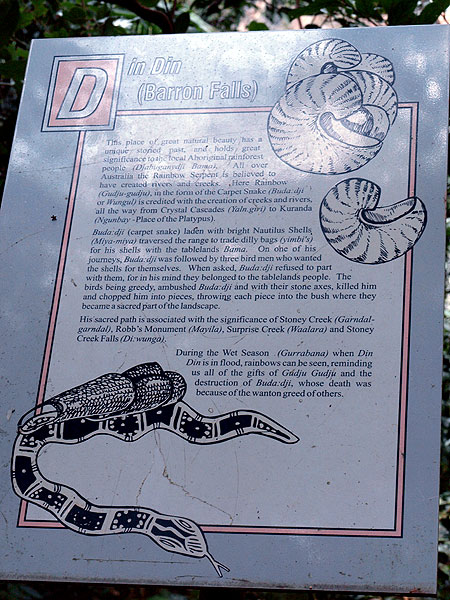 D
in Din
(Barron Falls)
This place of great natural beauty has a
unique storied past, and holds great
significance to the local Aboriginal rainforest
people (Djabuganydji Bama). All over
Australia the Rainbow Serpent is believed to
have created rivers and creeks. Here Rainbow
(Gudju-gudju), in the form of the Carpet Snake (Buda:dji
or Wungul) is credited with the creation of creeks and rivers,
all the way from Crystal Cascades (Yaln.giri) to Kuranda
(Ngunbay - Place of the Platypus).
Buda:dji (carpet snake) laden with bright Nautilus Shells
(Miya-miya) traversed the range to trade dilly bags (yimbi's)
for his shells with the tablelands Bama. On one of his
journeys, Buda:dji was followed by three bird men who wanted
the shells for themselves. When asked, Buda:dji refused to part
with them, for in his mind they belonged to the tablelands people. The
birds being greedy, ambushed Buda:dji and with their stone axes, killed him
and chopped him into pieces, throwing each piece into the bush where they
became a sacred part of the landscape.
His sacred path is associated with the significance of Stoney Creek (Garndal-
garndal), Robb's Monument (Mayila), Surprise Creek (Waalara) and Stoney
Creek Falls (Di:wunga).
During the Wet Season (Gurrabana) when Din
Din is in flood, rainbows can be seen, reminding
us all of the gifts of Gudju Gudju and the
destruction of Buda:dji, whose death was
because of the wanton greed of others.